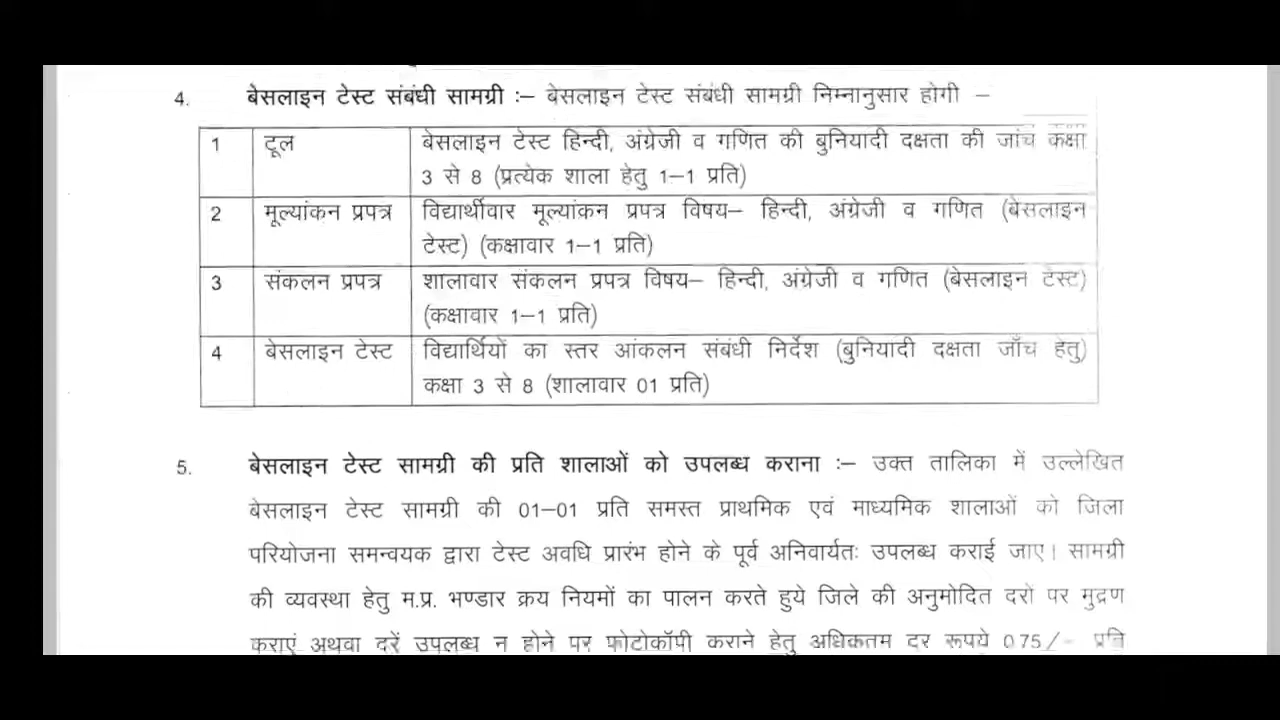 4. बेसलाइन टेस्ट संबंधी सामग्री :– बेसलाइन टेस्ट संबंधी सामग्री निम्नानुसार होगी –
1 टूल बेसलाइन टेस्ट हिन्दी, अंग्रेजी व गणित की बुनियादी दक्षता की जांच कक्षा
3 से 8 (प्रत्येक शाला हेतु 1–1 प्रति)
2 मूल्यांकन प्रपत्र विद्यार्थीवार मूल्यांकन प्रपत्र विषय– हिन्दी, अंग्रेजी व गणित (बेसलाइन
टेस्ट) (कक्षावार 1–1 प्रति)
3 संकलन प्रपत्र शालावार संकलन प्रपत्र विषय– हिन्दी, अंग्रेजी व गणित (बेसलाइन टेस्ट)
(कक्षावार 1–1 प्रति)
4 बेसलाइन टेस्ट विद्यार्थियों का स्तर आंकलन संबंधी निर्देश (बुनियादी दक्षता जाँच हेतु)
कक्षा 3 से 8 (शालावार 01 प्रति)
5. बेसलाइन टेस्ट सामग्री की प्रति शालाओं को उपलब्ध कराना :– उक्त तालिका में उल्लेखित
बेसलाइन टेस्ट सामग्री की 01–01 प्रति समस्त प्राथमिक एवं माध्यमिक शालाओं को जिला
परियोजना समन्वयक द्वारा टेस्ट अवधि प्रारंभ होने के पूर्व अनिवार्यतः उपलब्ध कराई जाए। सामग्री
की व्यवस्था हेतु म.प्र. भण्डार क्रय नियमों का पालन करते हुये जिले की अनुमोदित दरों पर मुद्रण
कराएं अथवा दरें उपलब्ध न होने पर फोटोकॉपी कराने हेतु अधिकतम दर रूपये 0.75/– प्रति